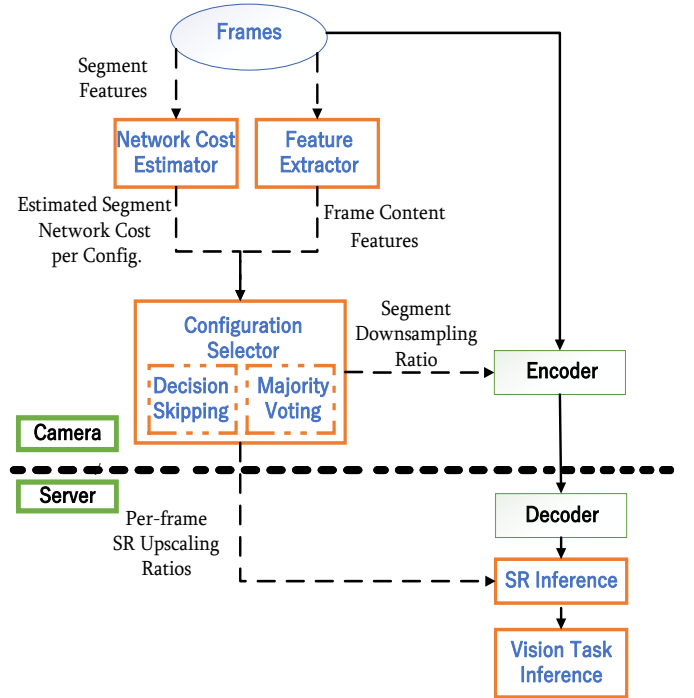 Frames
Segment
Features
Network Cost
Estimator
Feature
Extractor
Estimated Segment
Network Cost
per Config.
Frame Content
Features
Configuration
Selector
Decision
Skipping
Majority
Voting
Segment
Downsampling
Ratio
Encoder
Camera
Server
Decoder
Per-frame
SR Upscaling
Ratios
SR Inference
Vision Task
Inference